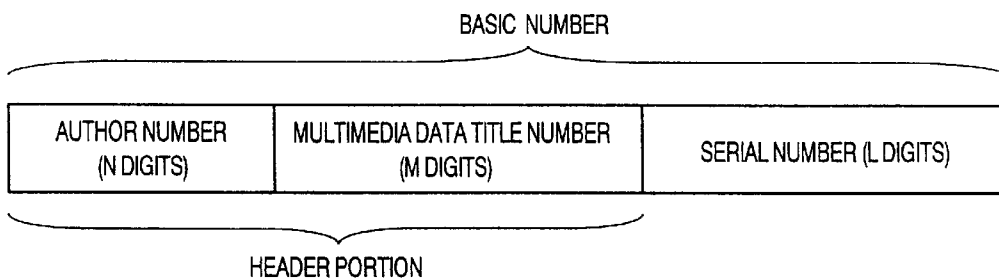 BASIC NUMBER
AUTHOR NUMBER
(N DIGITS)
MULTIMEDIA DATA TITLE NUMBER
(M DIGITS)
SERIAL NUMBER (L DIGITS)
HEADER PORTION